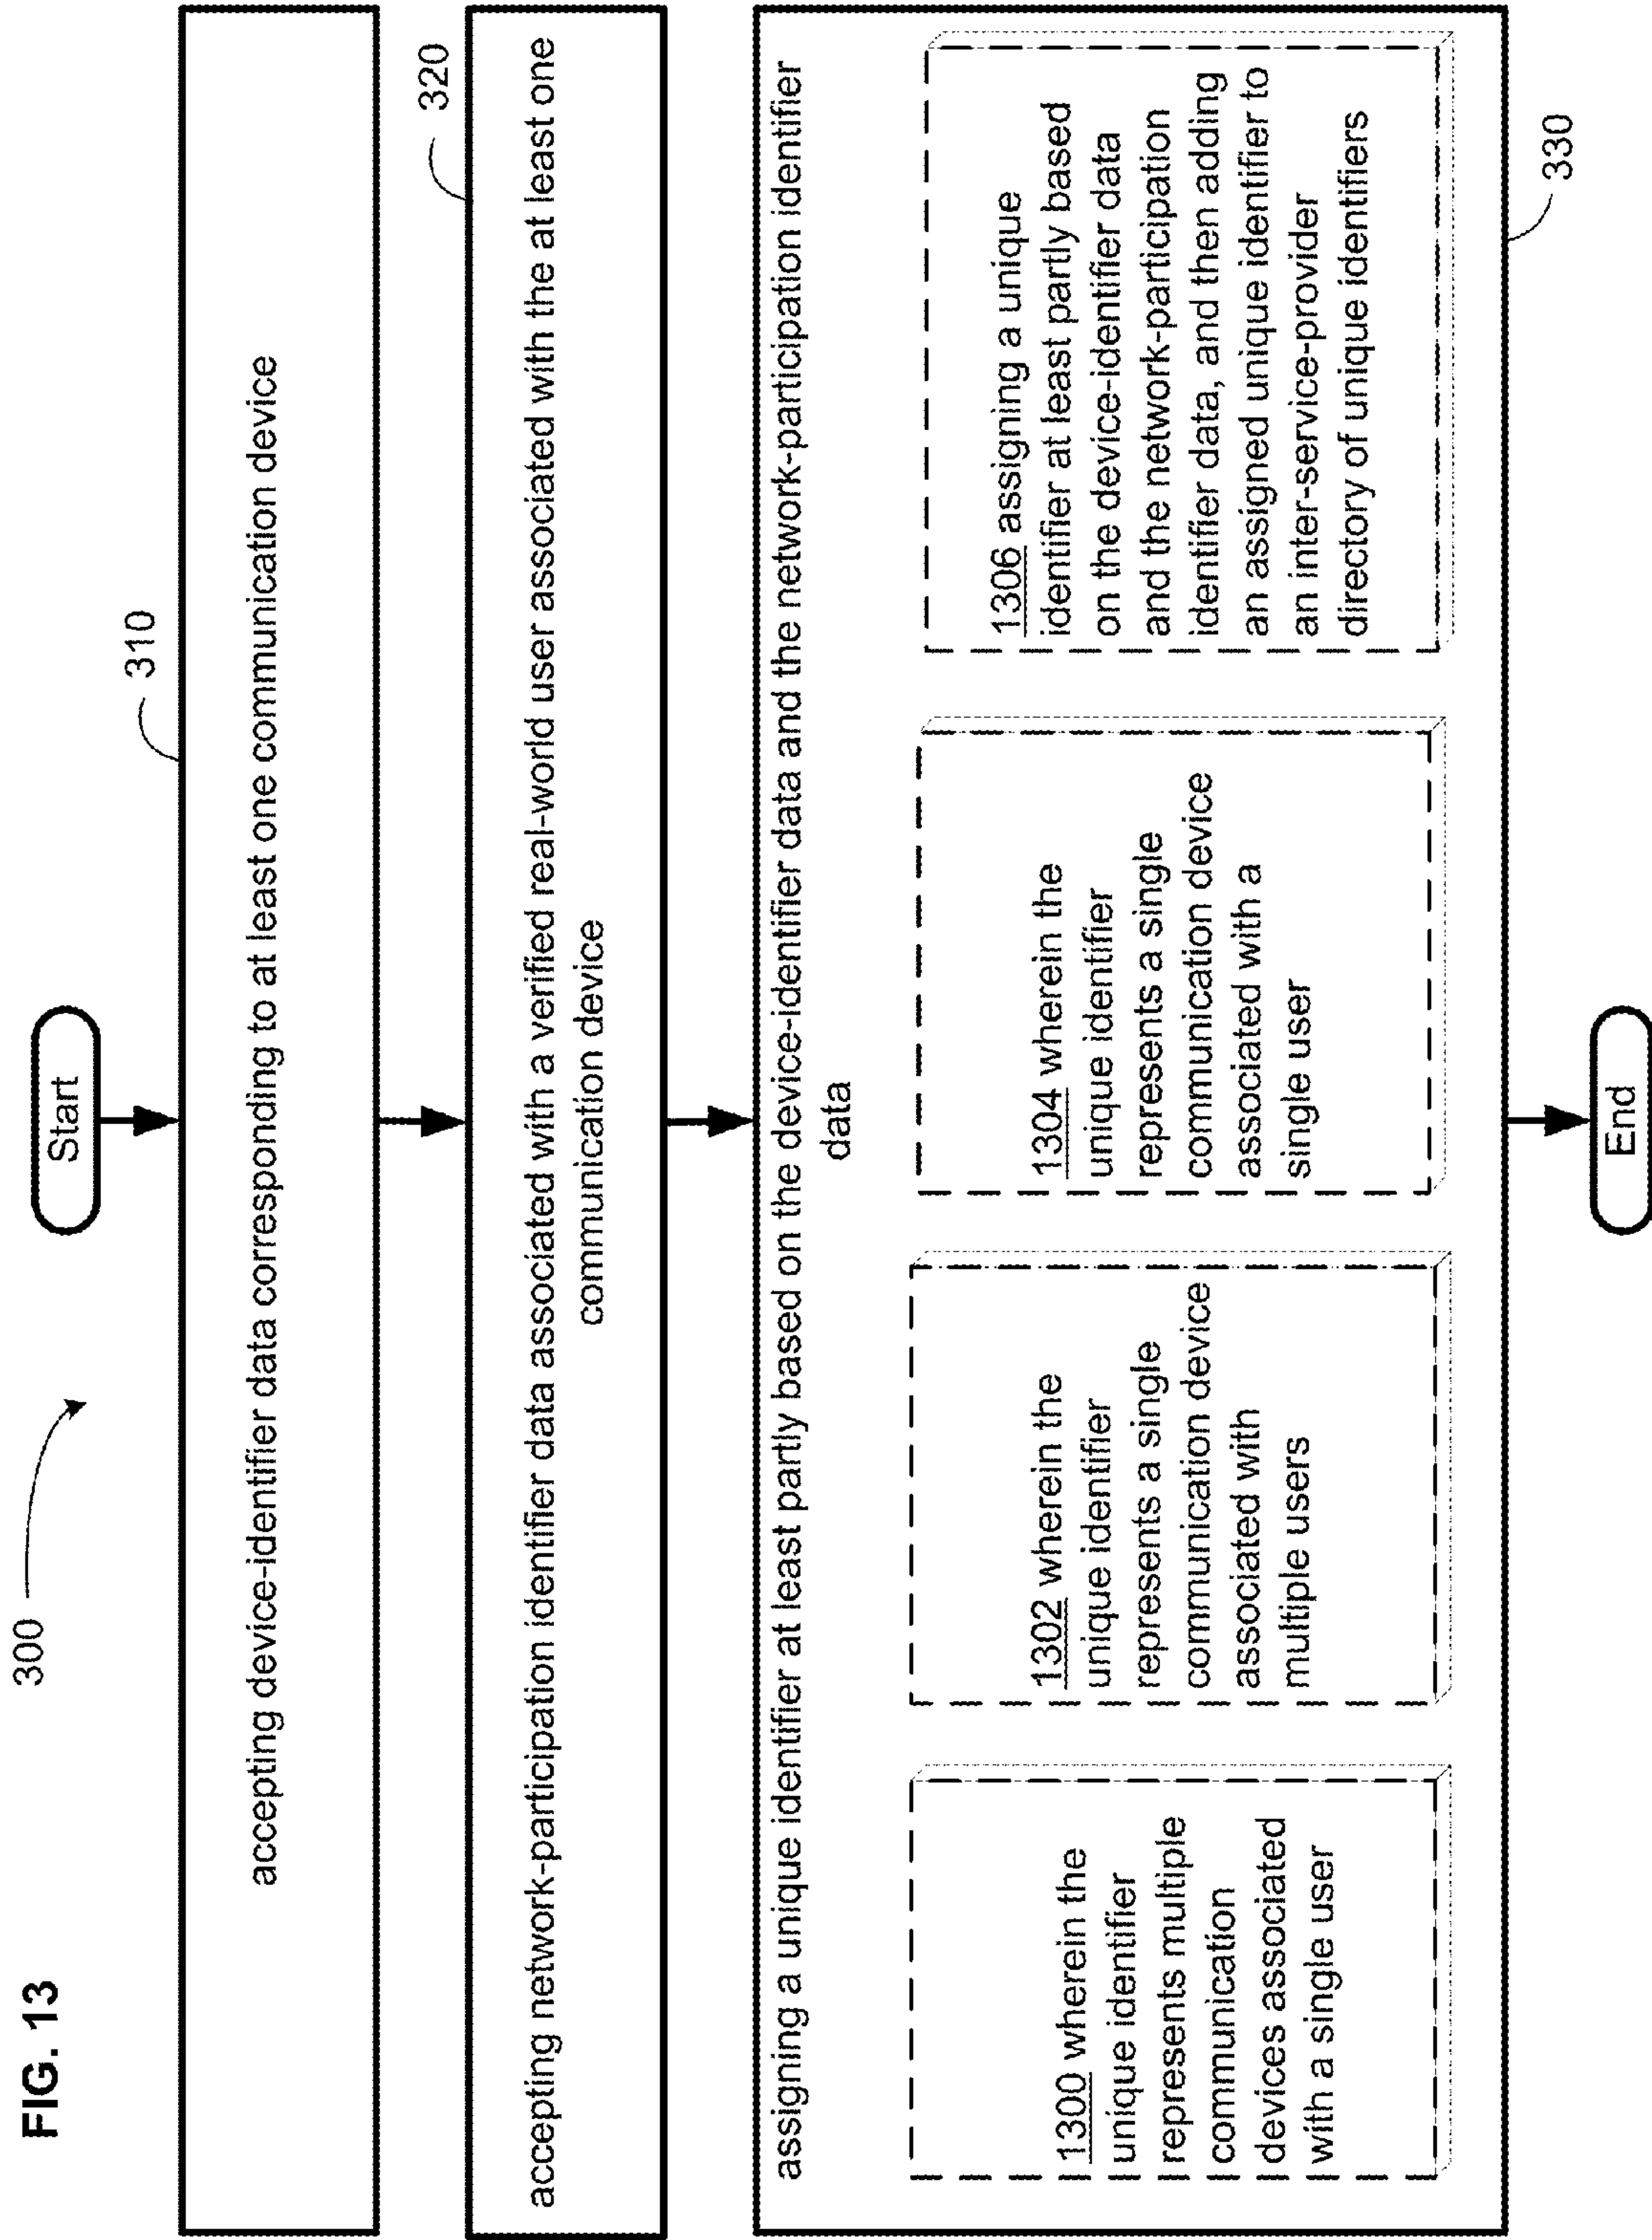 FIG. 13
300
Start
310
accepting device-identifier data corresponding to at least one communication device
320
accepting network-participation identifier data associated with a verified real-world user associated with the at least one
communication device
assigning a unique identifier at least partly based on the device-identifier data and the network-participation identifier
data
1300 wherein the
unique identifier
represents multiple
communication
devices associated
with a single user
1302 wherein the
unique identifier
represents a single
communication device
associated with
multiple users
1304 wherein the
unique identifier
represents a single
communication device
associated with a
single user
1306 assigning a unique
identifier at least partly based
on the device-identifier data
and the network-participation
identifier data, and then adding
an assigned unique identifier to
an inter-service-provider
directory of unique identifiers
330
End